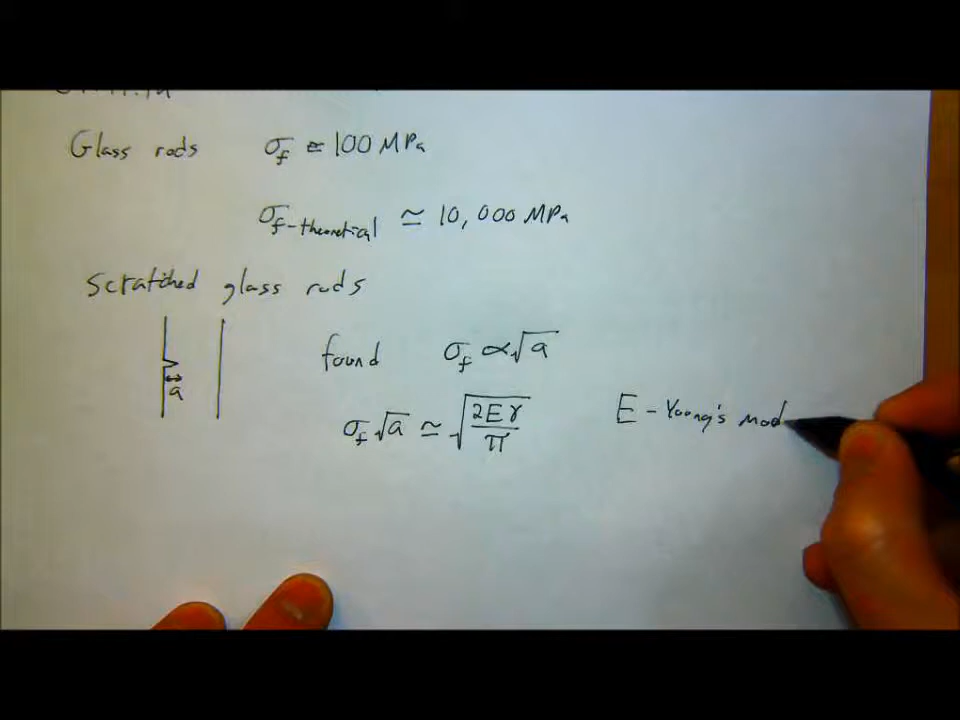 Glass rods σf ≃ 100 MPa
σf-theoretical ≃ 10,000 MPa
Scratched glass rods
a
found σf ∝ √a
σf √a ≃ √(2Eγ/π) E - Young's mod